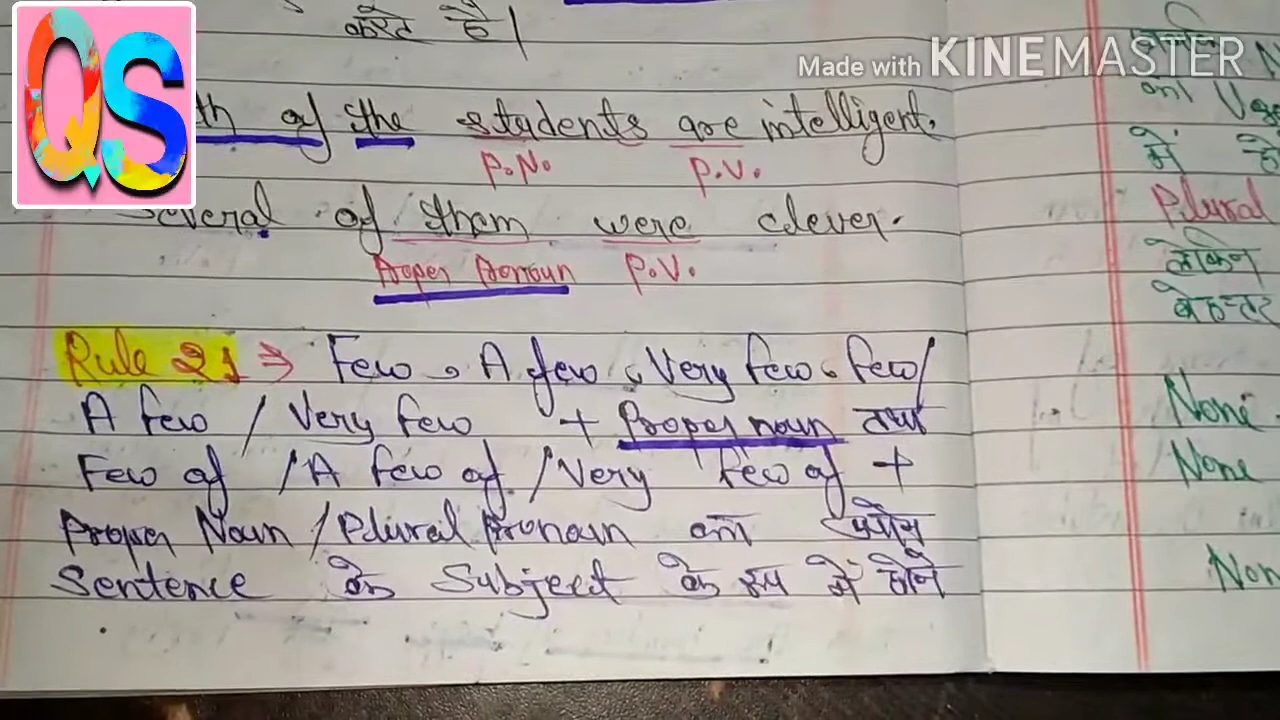 QS
Made with KINEMASTER
करते है।
th of the students are intelligent.
P.No. P.V.
Several of them were clever.
Proper Pronoun P.V.
Rule 21 ⇒ Few, A few, Very few, few/
A few / Very few + Proper noun तथा
Few of / A few of / Very few of +
Proper Noun / Plural Pronoun का प्रयोग
Sentence के Subject के रूप में होने
का
में हो
Plural
लेकिन
बेहतर
None
None
Non